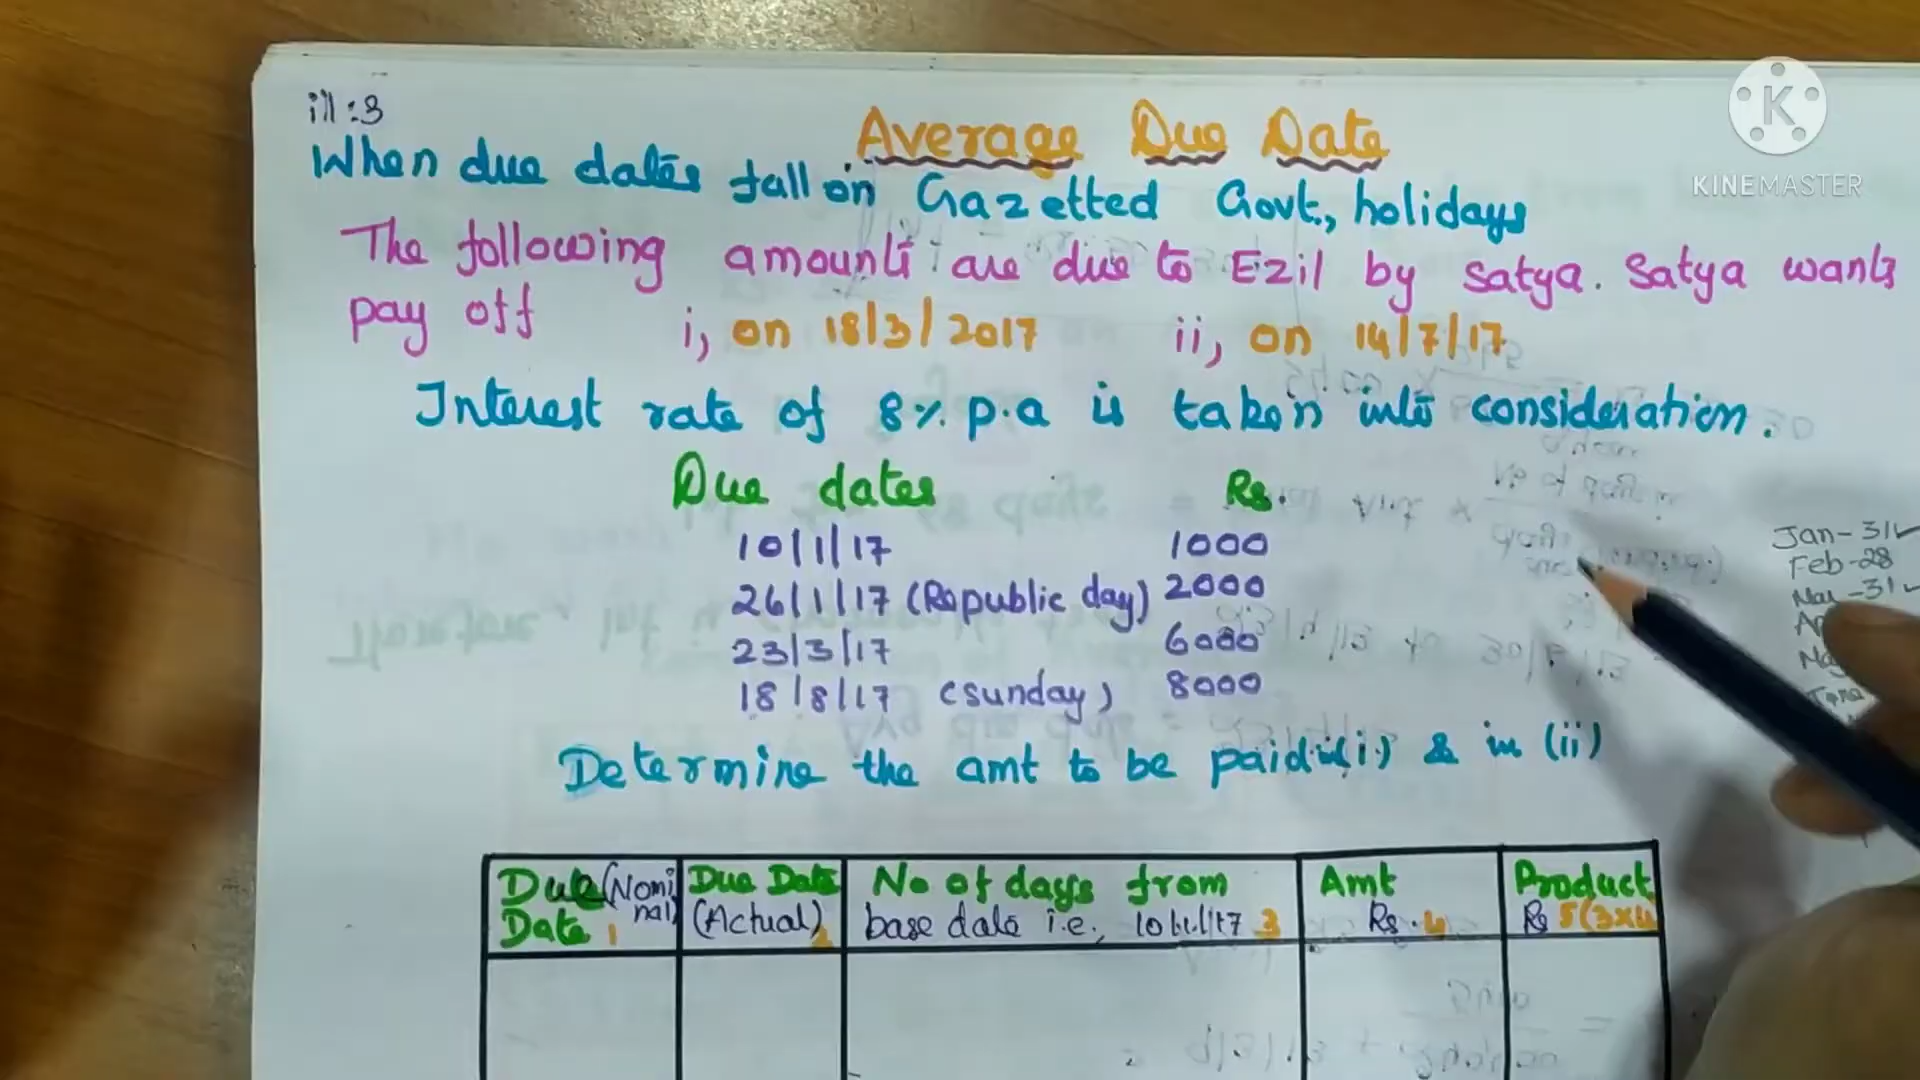 ill:3
Average Due Date
When due dates fall on Gazetted Govt., holidays
The following amounts are due to Ezil by Satya. Satya wants
pay off i, on 18/3/2017 ii, on 14/7/17
Interest rate of 8% p.a is taken into consideration.
Due dates Rs.
10/1/17 1000
26/1/17 (Republic day) 2000
23/3/17 6000
18/8/17 (Sunday) 8000
Determine the amt to be paid in(i) & in (ii)
Jan-31
Feb-28
Mar-31
Due (Nominal) Date 1
Due Date (Actual) 2
No of days from base date i.e., 10/1/17 3
Amt Rs. 4
Product Rs 5(3x4
KINEMASTER